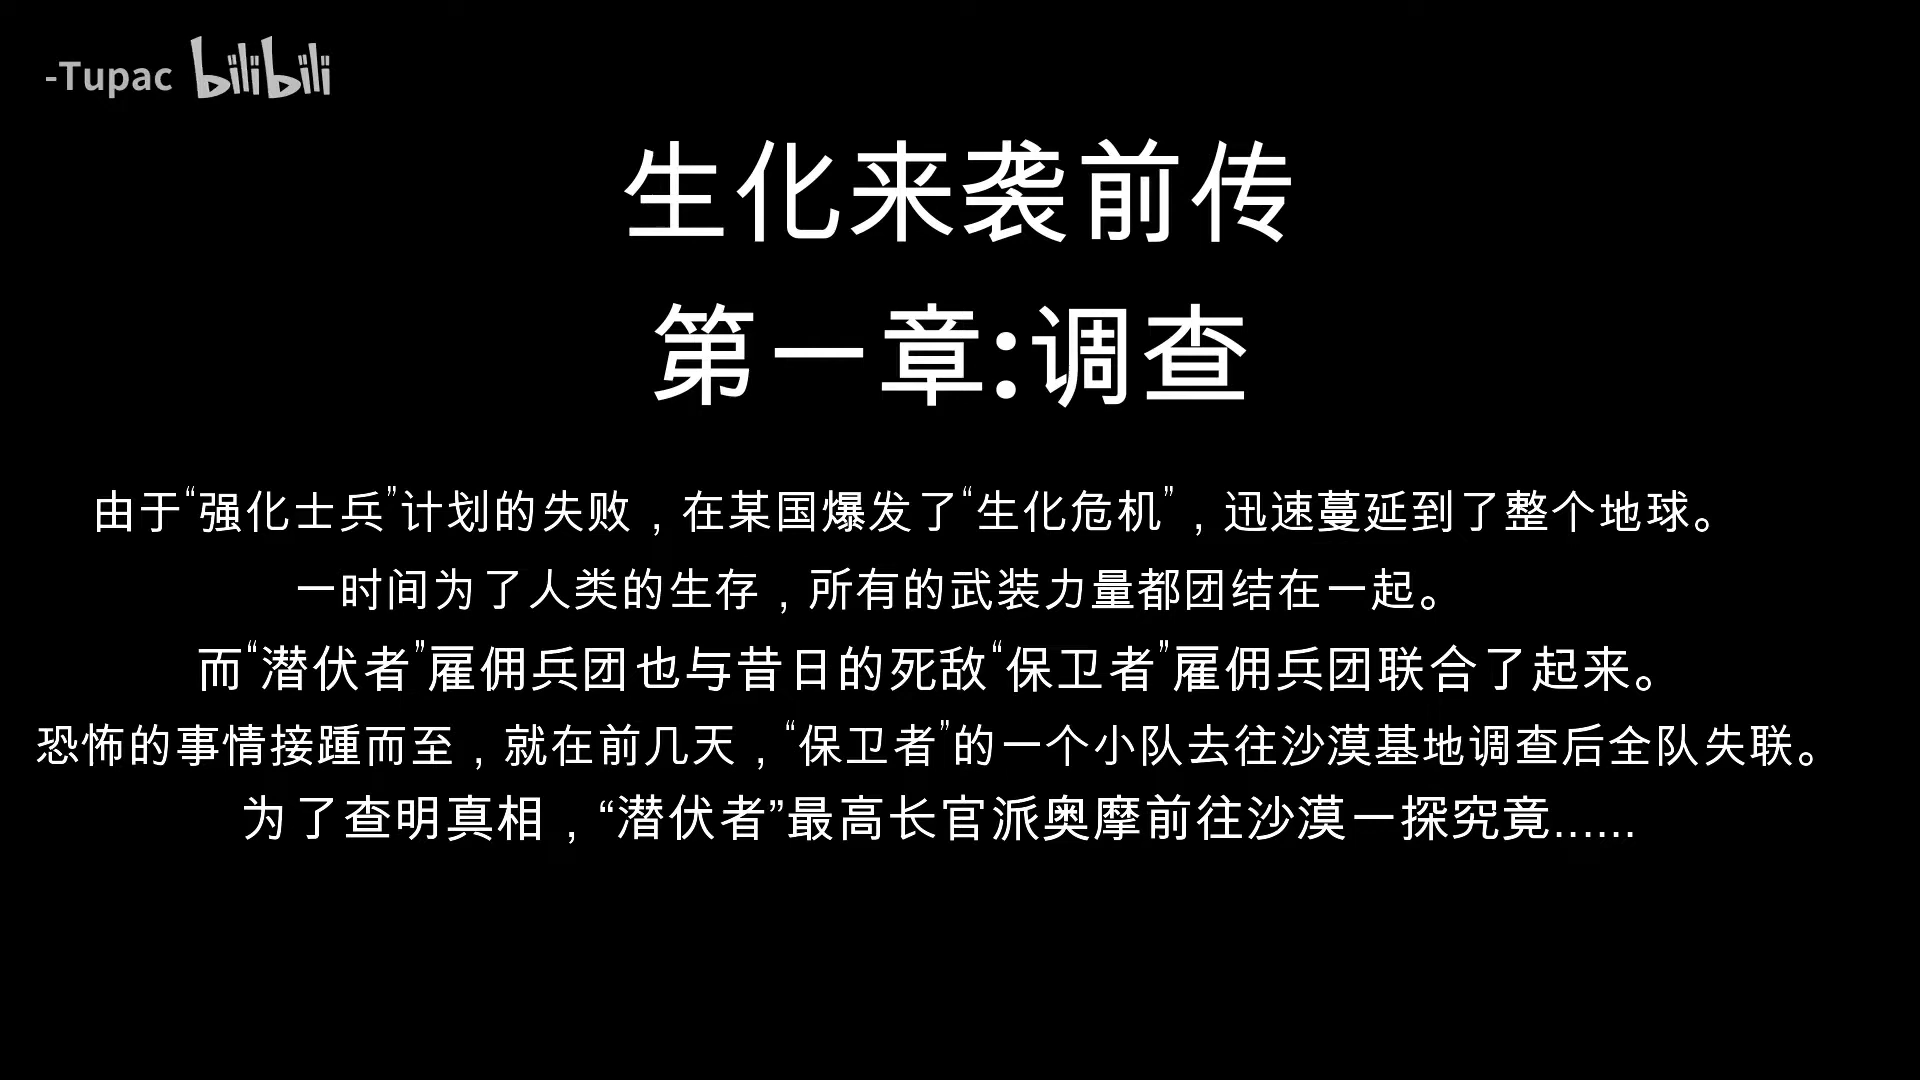 -Tupac bilibili
生化来袭前传
第一章:调查
由于“强化士兵”计划的失败，在某国爆发了“生化危机”，迅速蔓延到了整个地球。
一时间为了人类的生存，所有的武装力量都团结在一起。
而“潜伏者”雇佣兵团也与昔日的死敌“保卫者”雇佣兵团联合了起来。
恐怖的事情接踵而至，就在前几天，“保卫者”的一个小队去往沙漠基地调查后全队失联。
为了查明真相，“潜伏者”最高长官派奥摩前往沙漠一探究竟......